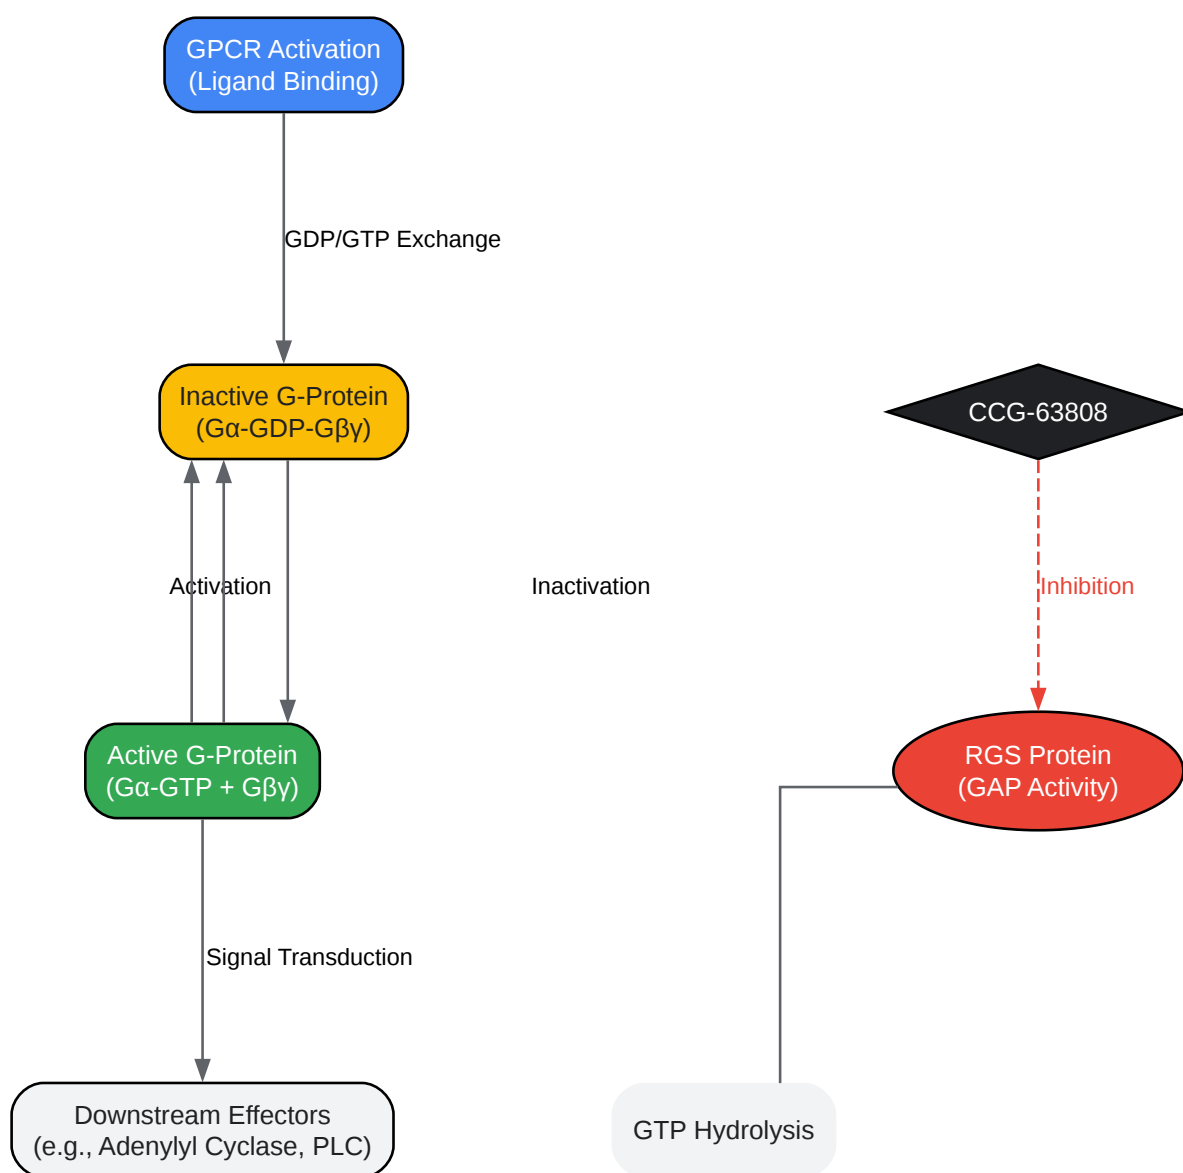 GPCR Activation
(Ligand Binding)
GDP/GTP Exchange
Inactive G-Protein
(Gα-GDP-Gβγ)
CCG-63808
Activation
Inactivation
Inhibition
Active G-Protein
(Gα-GTP + Gβγ)
RGS Protein
(GAP Activity)
Signal Transduction
Downstream Effectors
(e.g., Adenylyl Cyclase, PLC)
GTP Hydrolysis